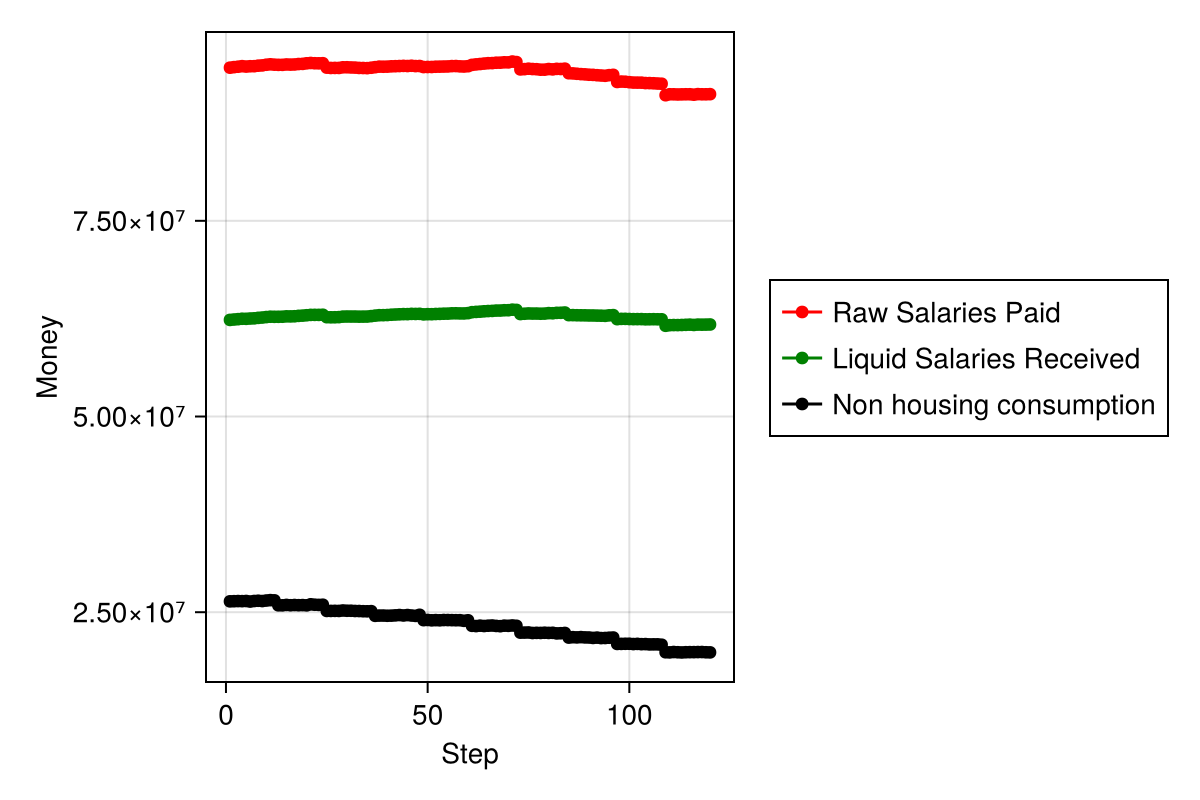 Money
7.50×10⁷
5.00×10⁷
2.50×10⁷
0
50
100
Step
Raw Salaries Paid
Liquid Salaries Received
Non housing consumption